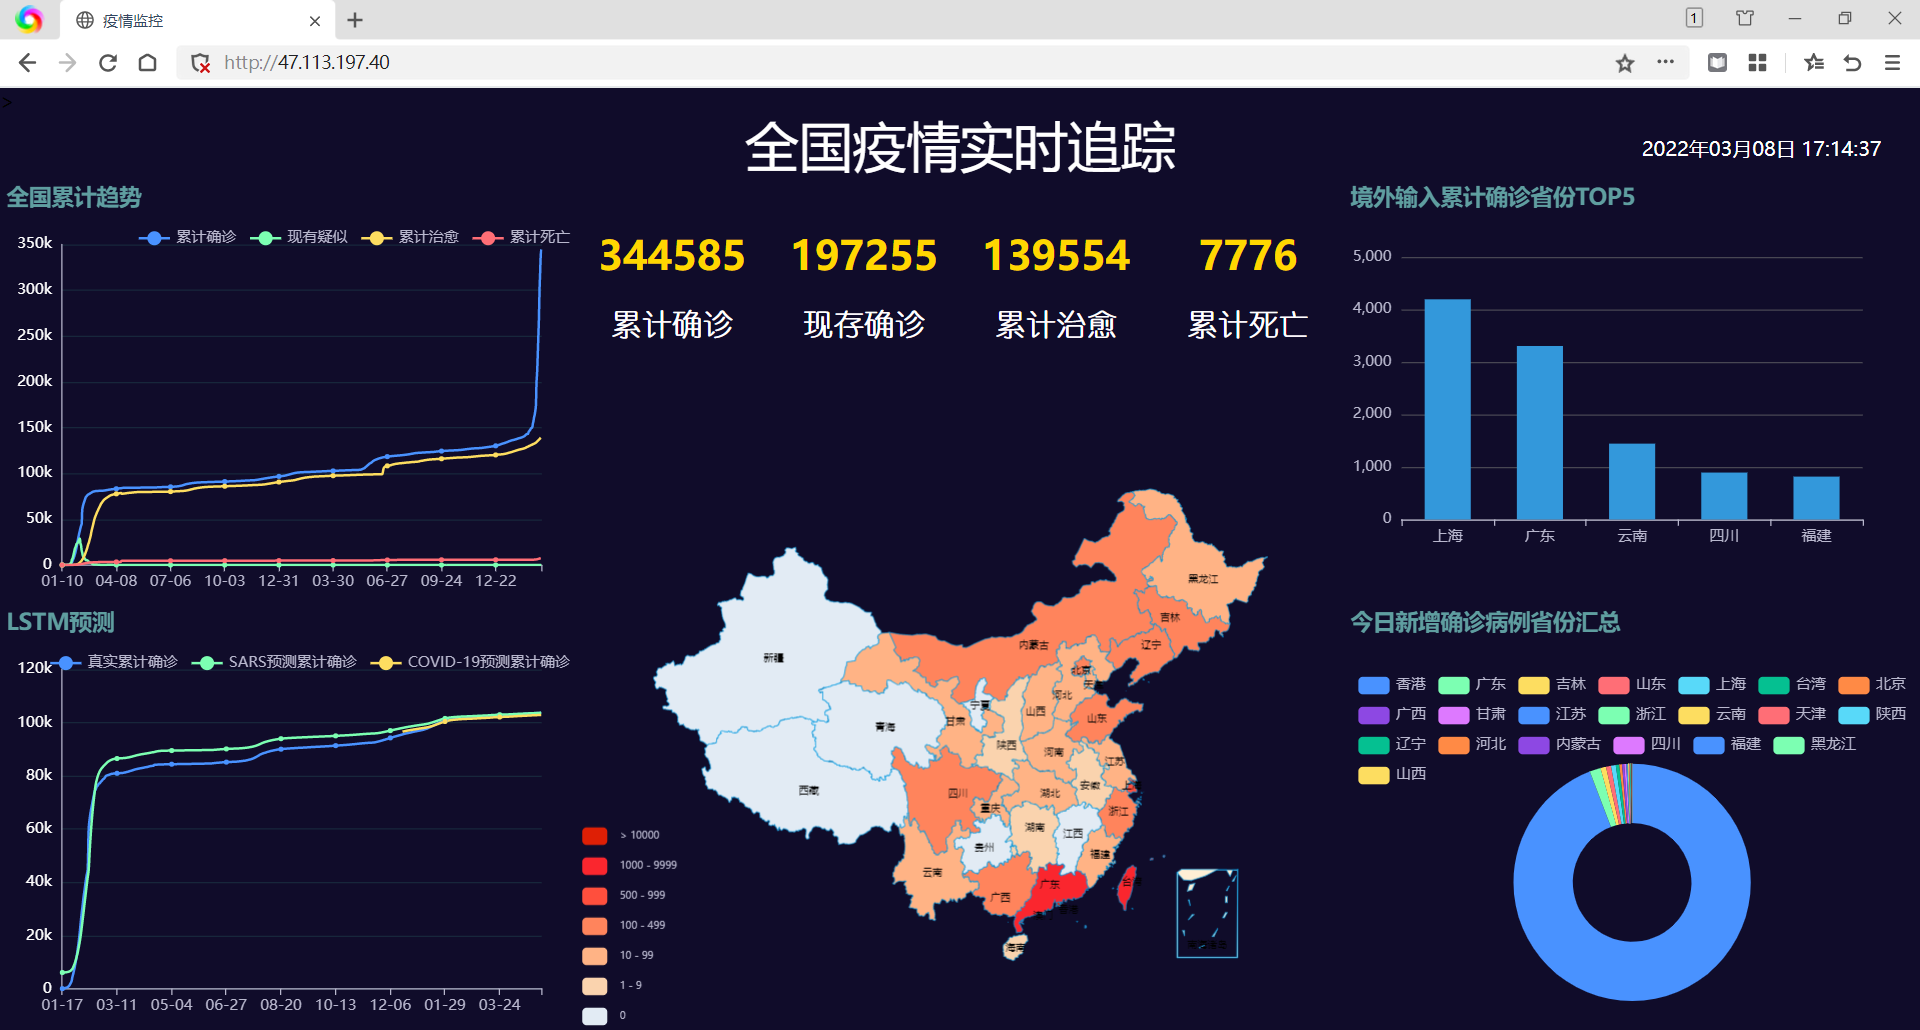 疫情监控
1
http://47.113.197.40
>
全国疫情实时追踪
2022年03月08日 17:14:37
全国累计趋势
累计确诊 现有疑似 累计治愈 累计死亡
350k
300k
250k
200k
150k
100k
50k
0
01-10 04-08 07-06 10-03 12-31 03-30 06-27 09-24 12-22
344585 197255 139554 7776
累计确诊 现存确诊 累计治愈 累计死亡
境外输入累计确诊省份TOP5
5,000
4,000
3,000
2,000
1,000
0
上海 广东 云南 四川 福建
LSTM预测
真实累计确诊 SARS预测累计确诊 COVID-19预测累计确诊
120k
100k
80k
60k
40k
20k
0
01-17 03-11 05-04 06-27 08-20 10-13 12-06 01-29 03-24
黑龙江
吉林
内蒙古 辽宁
新疆
北京
河北
宁夏
山西
甘肃 山东
青海
陕西 河南
江苏
西藏 四川 湖北 安徽
重庆 浙江
湖南 江西
贵州 福建
云南
广西 广东
海南
> 10000
1000 - 9999
500 - 999
100 - 499
10 - 99
1 - 9
0
今日新增确诊病例省份汇总
香港 广东 吉林 山东 上海 台湾 北京
广西 甘肃 江苏 浙江 云南 天津 陕西
辽宁 河北 内蒙古 四川 福建 黑龙江
山西